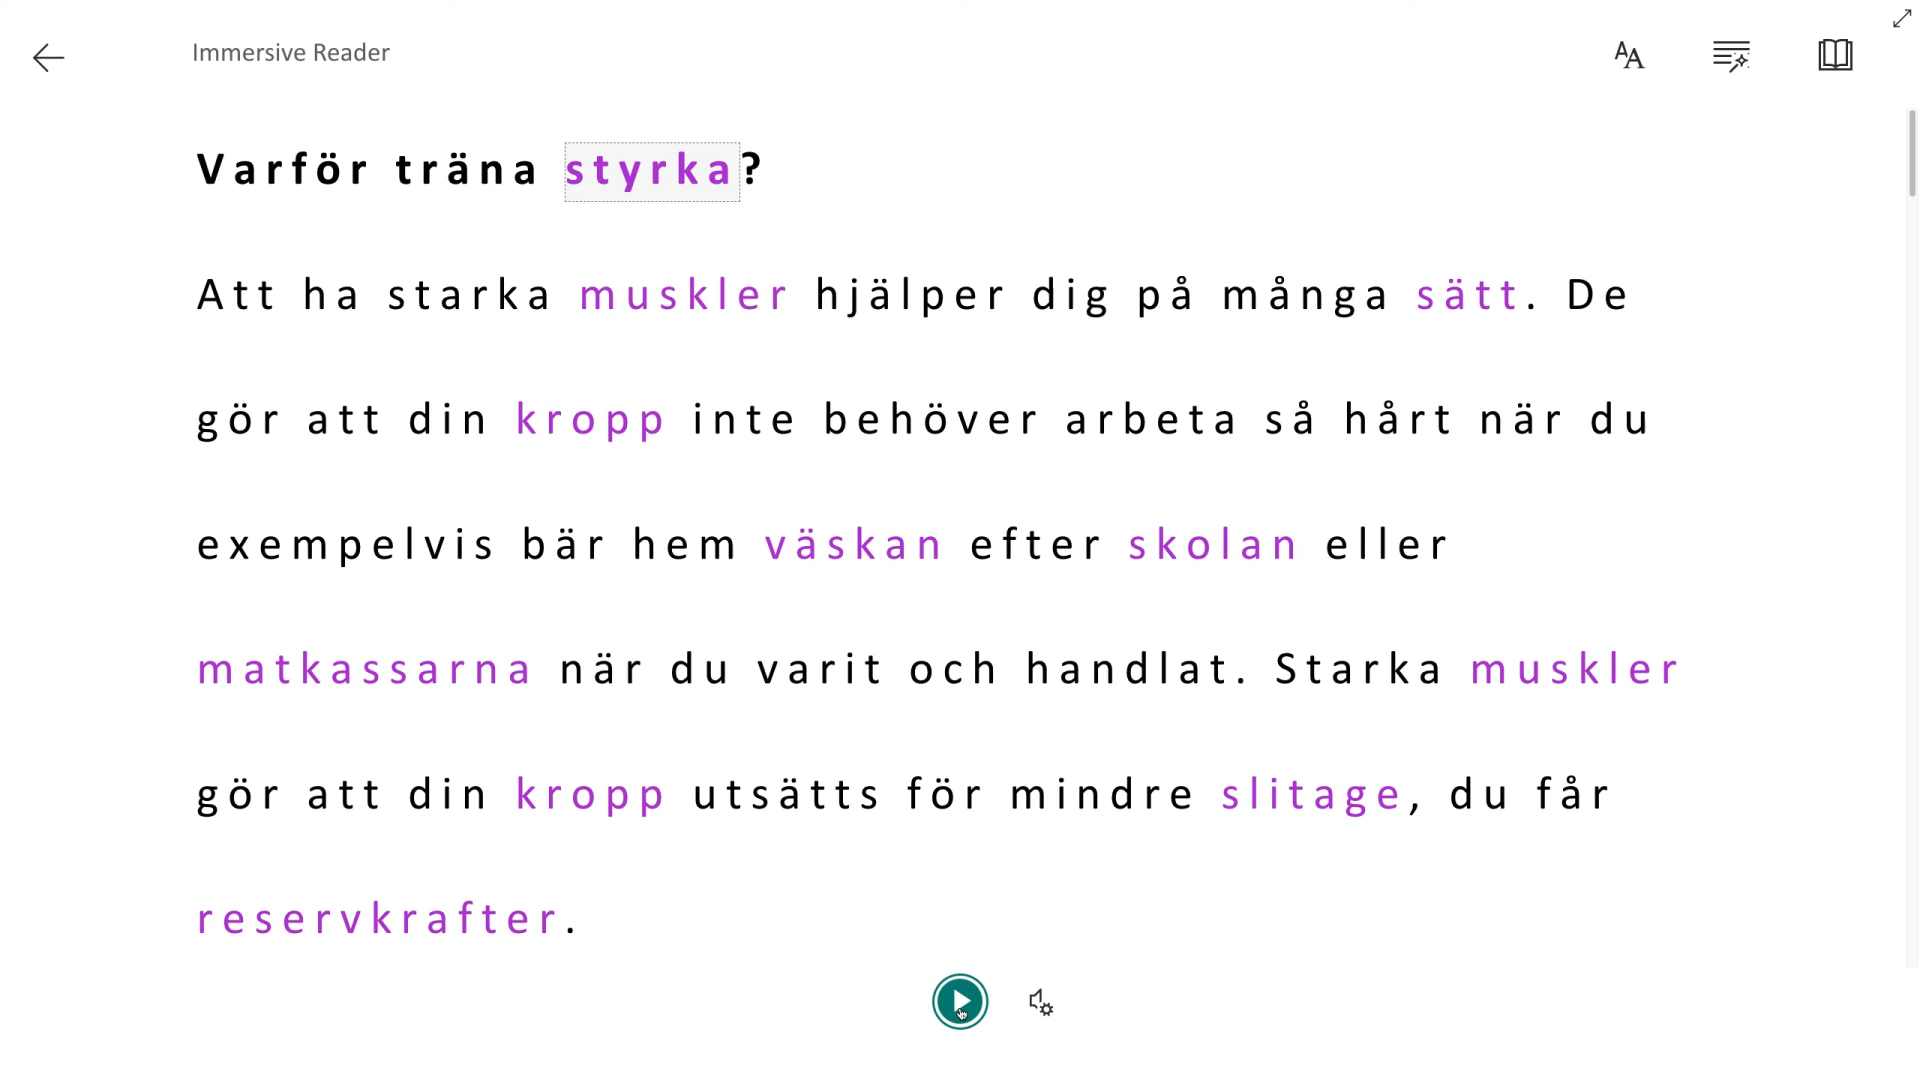 Immersive Reader
AA
Varför träna styrka?
Att ha starka muskler hjälper dig på många sätt. De
gör att din kropp inte behöver arbeta så hårt när du
exempelvis bär hem väskan efter skolan eller
matkassarna när du varit och handlat. Starka muskler
gör att din kropp utsätts för mindre slitage, du får
reservkrafter.